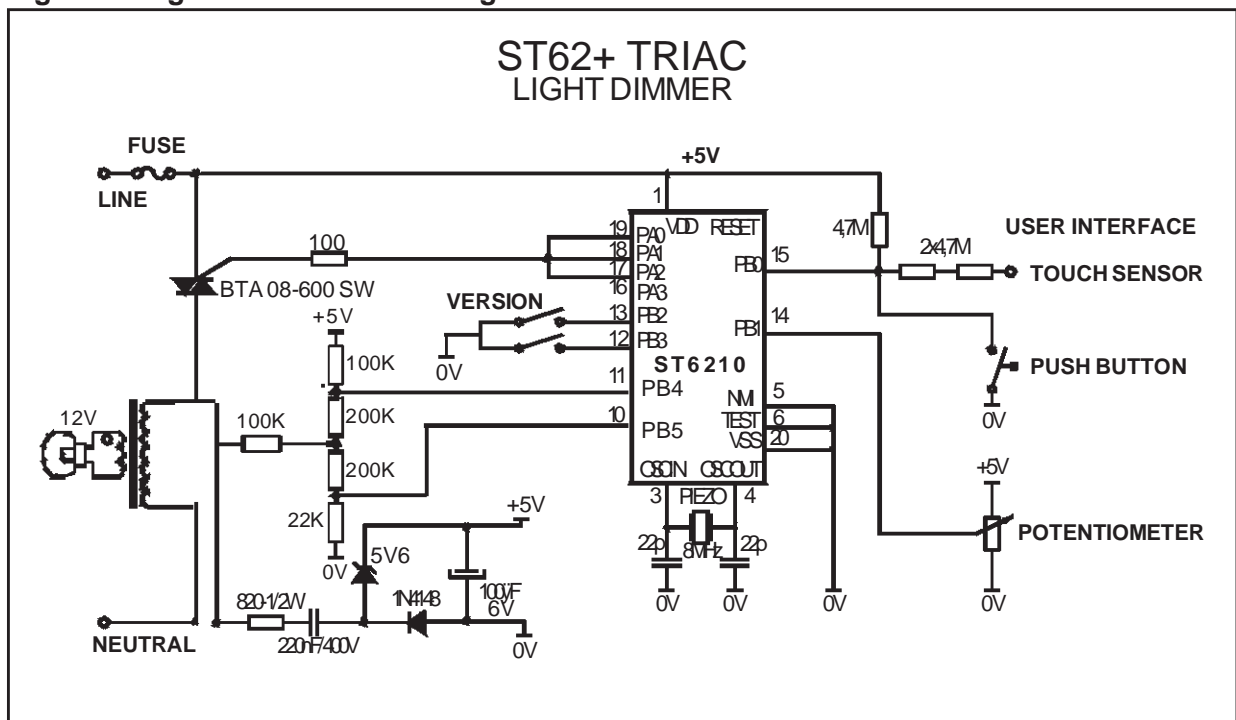 ST62+ TRIAC
LIGHT DIMMER
FUSE
LINE
+5V
1
VDD
RESET
19
PA0
18
PA1
17
PA2
16
PA3
13
PB2
12
PB3
ST6210
11
PB4
10
PB5
PB0
15
PB1
14
NMI
5
TEST
6
VSS
20
OSCIN
OSCOUT
3
PIEZO
4
22p
8MHz
22p
0V
0V
0V
100
BTA 08-600 SW
VERSION
0V
+5V
100K
200K
100K
200K
22K
0V
12V
5V6
+5V
100µF
6V
0V
1N4148
820-1/2W
220nF/400V
NEUTRAL
4,7M
2x4,7M
USER INTERFACE
TOUCH SENSOR
PUSH BUTTON
0V
+5V
POTENTIOMETER
0V